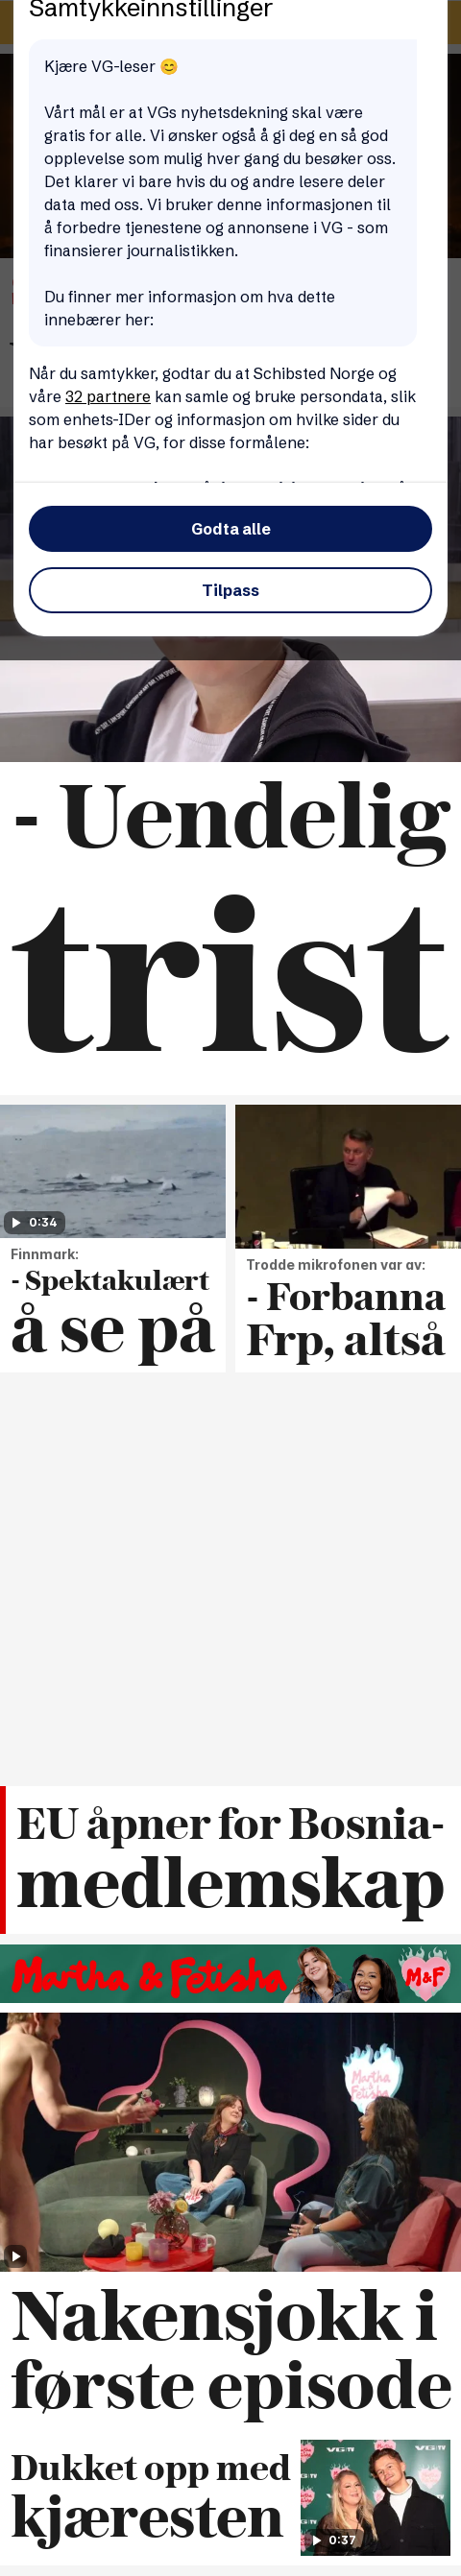 Samtykkeinnstillinger
Kjære VG-leser 😊
Vårt mål er at VGs nyhetsdekning skal være
gratis for alle. Vi ønsker også å gi deg en så god
opplevelse som mulig hver gang du besøker oss.
Det klarer vi bare hvis du og andre lesere deler
data med oss. Vi bruker denne informasjonen til
å forbedre tjenestene og annonsene i VG - som
finansierer journalistikken.
Du finner mer informasjon om hva dette
innebærer her:
Når du samtykker, godtar du at Schibsted Norge og
våre 32 partnere kan samle og bruke persondata, slik
som enhets-IDer og informasjon om hvilke sider du
har besøkt på VG, for disse formålene:
Godta alle
Tilpass
- Uendelig
trist
0:34
Finnmark:
- Spektakulært
å se på
Trodde mikrofonen var av:
- Forbanna
Frp, altså
EU åpner for Bosnia-
medlemskap
Martha & Fetisha
M&F
Martha
& Fetisha
Nakensjokk i
første episode
Dukket opp med
kjæresten
0:37